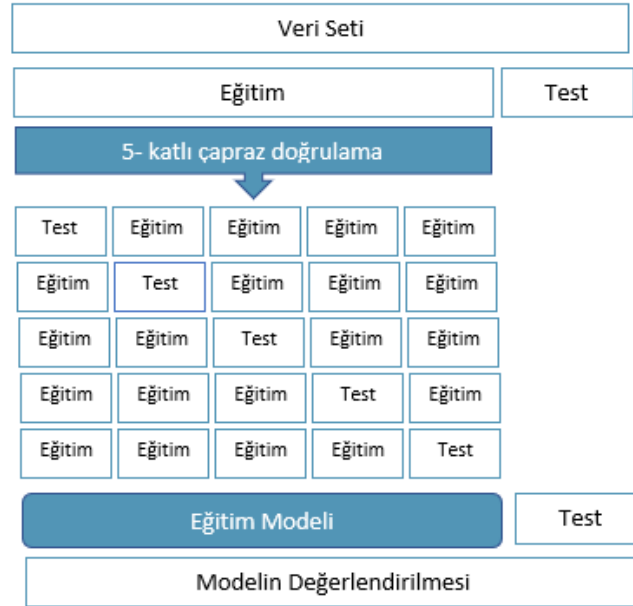 Veri Seti
Eğitim Test
5- katlı çapraz doğrulama
Test Eğitim Eğitim Eğitim Eğitim
Eğitim Test Eğitim Eğitim Eğitim
Eğitim Eğitim Test Eğitim Eğitim
Eğitim Eğitim Eğitim Test Eğitim
Eğitim Eğitim Eğitim Eğitim Test
Eğitim Modeli Test
Modelin Değerlendirilmesi